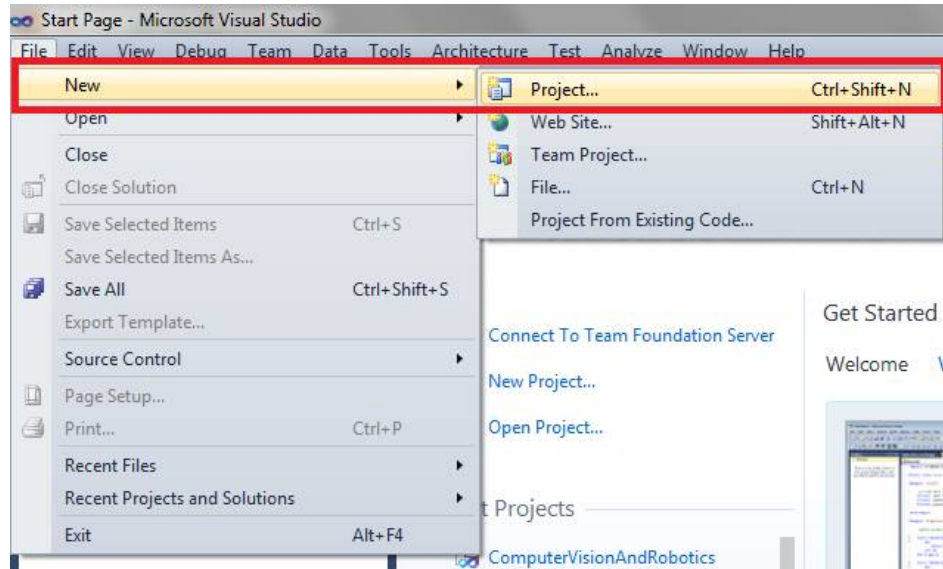 Start Page - Microsoft Visual Studio
File Edit View Debug Team Data Tools Architecture Test Analyze Window Help
New
Project... Ctrl+Shift+N
Open
Web Site... Shift+Alt+N
Close
Team Project...
Close Solution
File... Ctrl+N
Save Selected Items Ctrl+S
Project From Existing Code...
Save Selected Items As...
Save All Ctrl+Shift+S
Export Template...
Get Started
Connect To Team Foundation Server
Source Control
Welcome
New Project...
Page Setup...
Print... Ctrl+P
Open Project...
Recent Files
Recent Projects and Solutions
t Projects
Exit Alt+F4
ComputerVisionAndRobotics